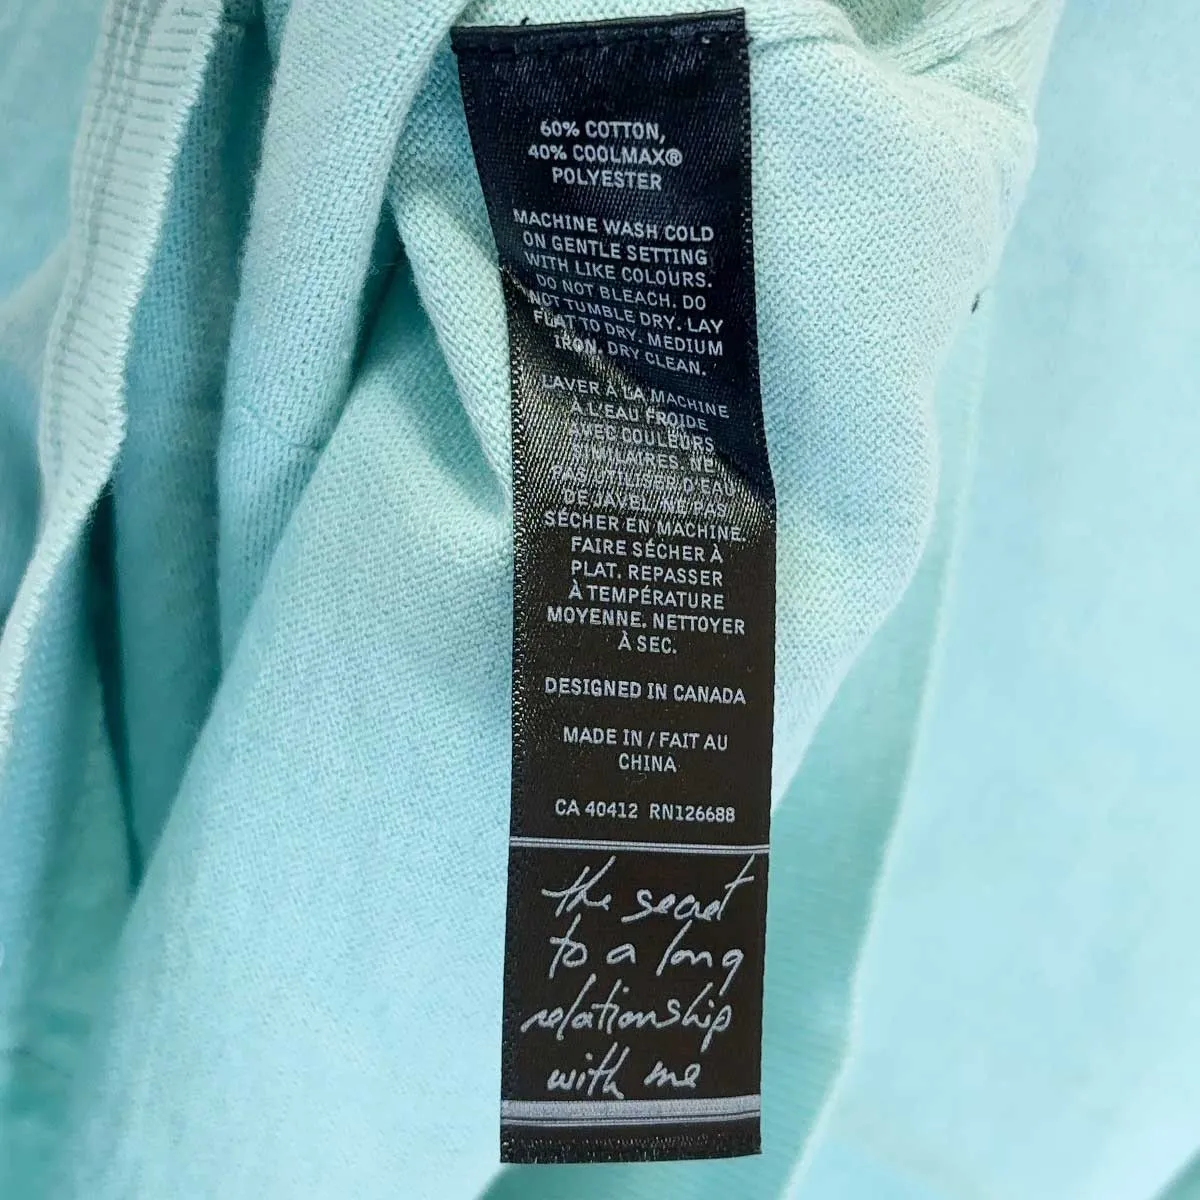 60% COTTON,
40% COOLMAX®
POLYESTER
MACHINE WASH COLD
ON GENTLE SETTING
WITH LIKE COLOURS.
DO NOT BLEACH. DO
NOT TUMBLE DRY. LAY
FLAT TO DRY. MEDIUM
IRON. DRY CLEAN.
LAVER À LA MACHINE
À L'EAU FROIDE
AVEC COULEURS
SIMILAIRES. NE
PAS UTILISER D'EAU
DE JAVEL. NE PAS
SÉCHER EN MACHINE.
FAIRE SÉCHER À
PLAT. REPASSER
À TEMPÉRATURE
MOYENNE. NETTOYER
À SEC.
DESIGNED IN CANADA
MADE IN / FAIT AU
CHINA
CA 40412 RN126688
the secret
to a long
relationship
with me